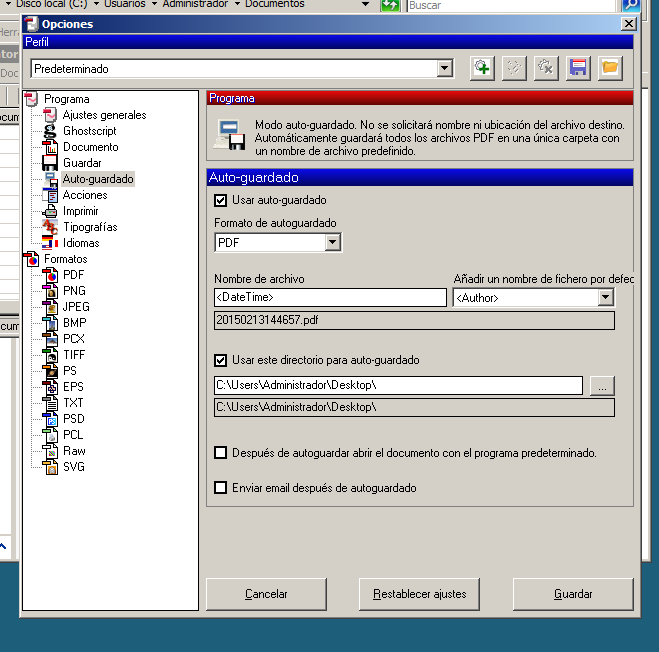 Disco local (C:) Usuarios Administrador Documentos Buscar
Opciones
Perfil
Predeterminado
Programa
Ajustes generales
Ghostscript
Documento
Guardar
Auto-guardado
Acciones
Imprimir
Tipografías
Idiomas
Formatos
PDF
PNG
JPEG
BMP
PCX
TIFF
PS
EPS
TXT
PSD
PCL
Raw
SVG
Programa
Modo auto-guardado. No se solicitará nombre ni ubicación del archivo destino.
Automáticamente guardará todos los archivos PDF en una única carpeta con
un nombre de archivo predefinido.
Auto-guardado
Usar auto-guardado
Formato de autoguardado
PDF
Nombre de archivo Añadir un nombre de fichero por defec
<DateTime> <Author>
20150213144657.pdf
Usar este directorio para auto-guardado
C:\Users\Administrador\Desktop\ ...
C:\Users\Administrador\Desktop\
Después de autoguardar abrir el documento con el programa predeterminado.
Enviar email después de autoguardado
Cancelar Restablecer ajustes Guardar